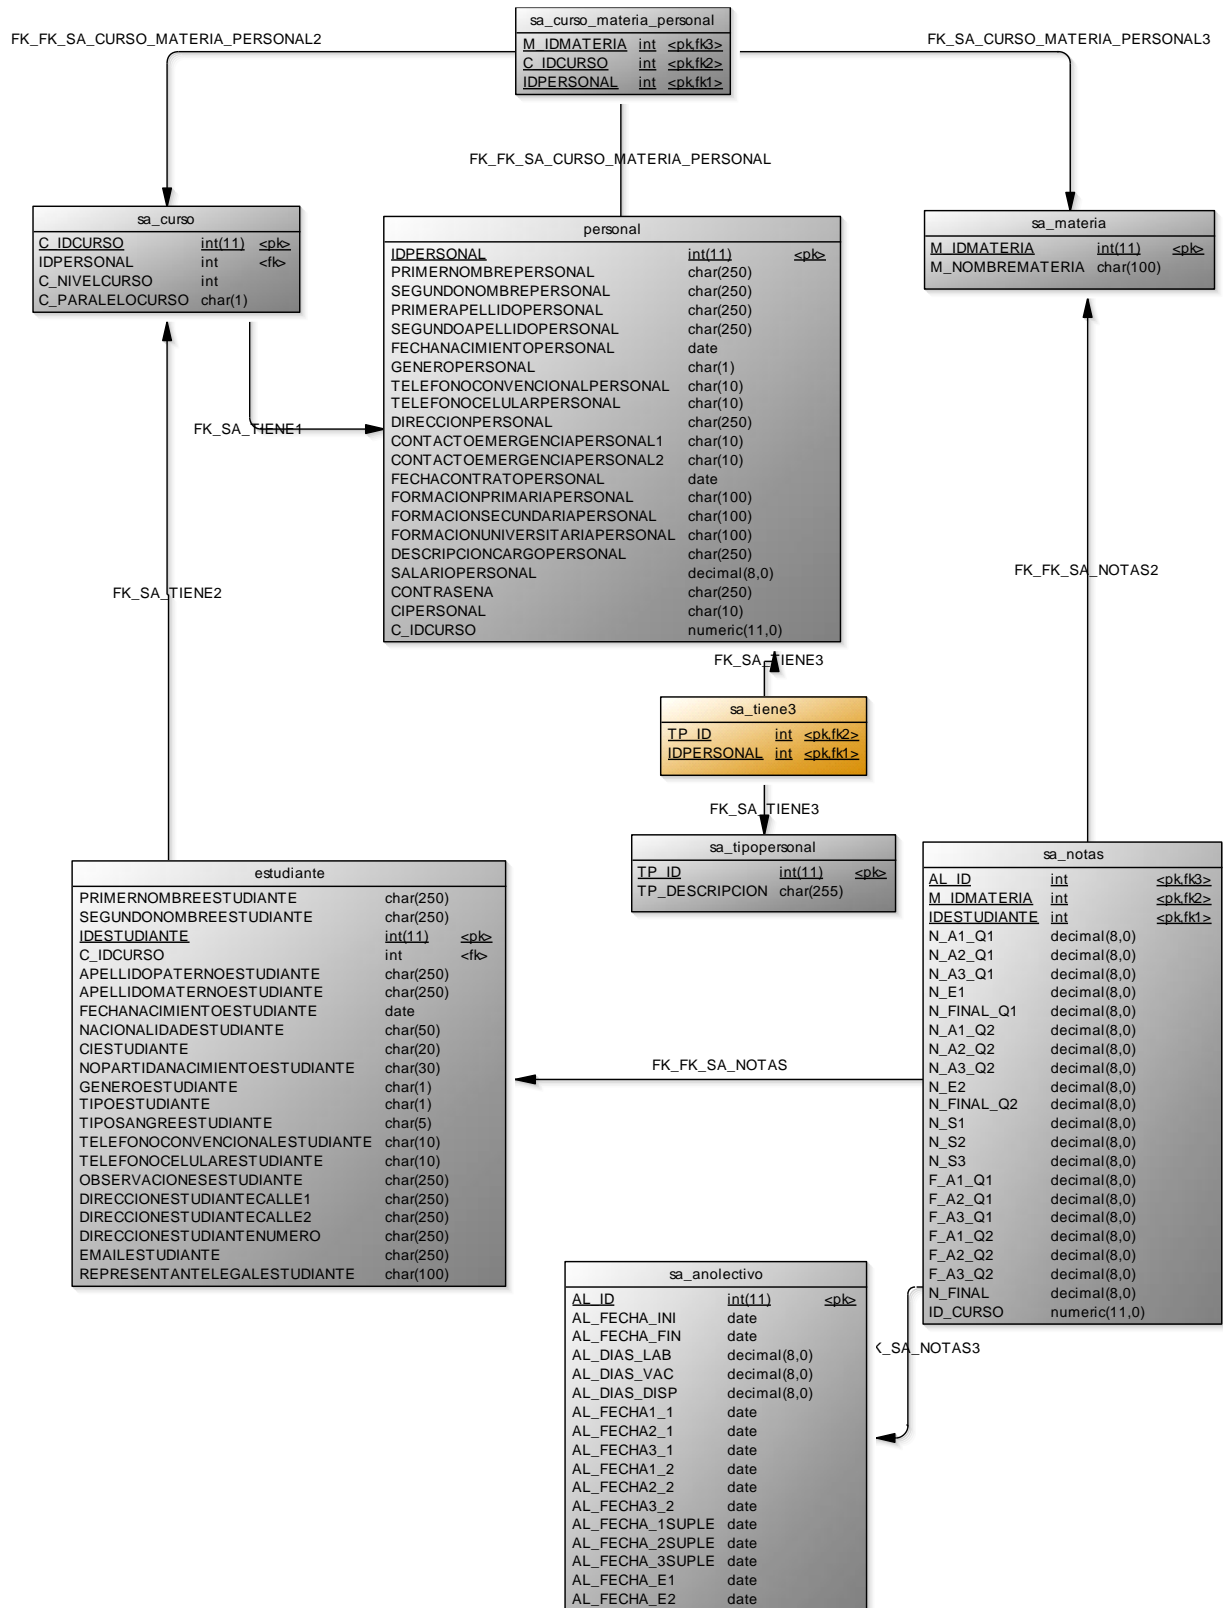 sa_curso_materia_personal
M_IDMATERIA int <pk,fk3>
C_IDCURSO int <pk,fk2>
IDPERSONAL int <pk,fk1>
FK_FK_SA_CURSO_MATERIA_PERSONAL2
FK_SA_CURSO_MATERIA_PERSONAL3
FK_FK_SA_CURSO_MATERIA_PERSONAL
sa_curso
C_IDCURSO int(11) <pk>
IDPERSONAL int <fk>
C_NIVELCURSO int
C_PARALELOCURSO char(1)
personal
IDPERSONAL int(11) <pk>
PRIMERNOMBREPERSONAL char(250)
SEGUNDONOMBREPERSONAL char(250)
PRIMERAPELLIDOPERSONAL char(250)
SEGUNDOAPELLIDOPERSONAL char(250)
FECHANACIMIENTOPERSONAL date
GENEROPERSONAL char(1)
TELEFONOCONVENCIONALPERSONAL char(10)
TELEFONOCELULARPERSONAL char(10)
DIRECCIONPERSONAL char(250)
CONTACTOEMERGENCIAPERSONAL1 char(10)
CONTACTOEMERGENCIAPERSONAL2 char(10)
FECHACONTRATOPERSONAL date
FORMACIONPRIMARIAPERSONAL char(100)
FORMACIONSECUNDARIAPERSONAL char(100)
FORMACIONUNIVERSITARIAPERSONAL char(100)
DESCRIPCIONCARGOPERSONAL char(250)
SALARIOPERSONAL decimal(8,0)
CONTRASENA char(250)
CIPERSONAL char(10)
C_IDCURSO numeric(11,0)
sa_materia
M_IDMATERIA int(11) <pk>
M_NOMBREMATERIA char(100)
FK_SA_TIENE1
FK_SA_TIENE2
FK_FK_SA_NOTAS2
FK_SA_TIENE3
sa_tiene3
TP_ID int <pk,fk2>
IDPERSONAL int <pk,fk1>
FK_SA_TIENE3
sa_tipopersonal
TP_ID int(11) <pk>
TP_DESCRIPCION char(255)
estudiante
PRIMERNOMBREESTUDIANTE char(250)
SEGUNDONOMBREESTUDIANTE char(250)
IDESTUDIANTE int(11) <pk>
C_IDCURSO int <fk>
APELLIDOPATERNOESTUDIANTE char(250)
APELLIDOMATERNOESTUDIANTE char(250)
FECHANACIMIENTOESTUDIANTE date
NACIONALIDADESTUDIANTE char(50)
CIESTUDIANTE char(20)
NOPARTIDANACIMIENTOESTUDIANTE char(30)
GENEROESTUDIANTE char(1)
TIPOESTUDIANTE char(1)
TIPOSANGREESTUDIANTE char(5)
TELEFONOCONVENCIONALESTUDIANTE char(10)
TELEFONOCELULARESTUDIANTE char(10)
OBSERVACIONESESTUDIANTE char(250)
DIRECCIONESTUDIANTECALLE1 char(250)
DIRECCIONESTUDIANTECALLE2 char(250)
DIRECCIONESTUDIANTENUMERO char(250)
EMAILESTUDIANTE char(250)
REPRESENTANTELEGALESTUDIANTE char(100)
FK_FK_SA_NOTAS
sa_notas
AL_ID int <pk,fk3>
M_IDMATERIA int <pk,fk2>
IDESTUDIANTE int <pk,fk1>
N_A1_Q1 decimal(8,0)
N_A2_Q1 decimal(8,0)
N_A3_Q1 decimal(8,0)
N_E1 decimal(8,0)
N_FINAL_Q1 decimal(8,0)
N_A1_Q2 decimal(8,0)
N_A2_Q2 decimal(8,0)
N_A3_Q2 decimal(8,0)
N_E2 decimal(8,0)
N_FINAL_Q2 decimal(8,0)
N_S1 decimal(8,0)
N_S2 decimal(8,0)
N_S3 decimal(8,0)
F_A1_Q1 decimal(8,0)
F_A2_Q1 decimal(8,0)
F_A3_Q1 decimal(8,0)
F_A1_Q2 decimal(8,0)
F_A2_Q2 decimal(8,0)
F_A3_Q2 decimal(8,0)
N_FINAL decimal(8,0)
ID_CURSO numeric(11,0)
K_SA_NOTAS3
sa_anolectivo
AL_ID int(11) <pk>
AL_FECHA_INI date
AL_FECHA_FIN date
AL_DIAS_LAB decimal(8,0)
AL_DIAS_VAC decimal(8,0)
AL_DIAS_DISP decimal(8,0)
AL_FECHA1_1 date
AL_FECHA2_1 date
AL_FECHA3_1 date
AL_FECHA1_2 date
AL_FECHA2_2 date
AL_FECHA3_2 date
AL_FECHA_1SUPLE date
AL_FECHA_2SUPLE date
AL_FECHA_3SUPLE date
AL_FECHA_E1 date
AL_FECHA_E2 date